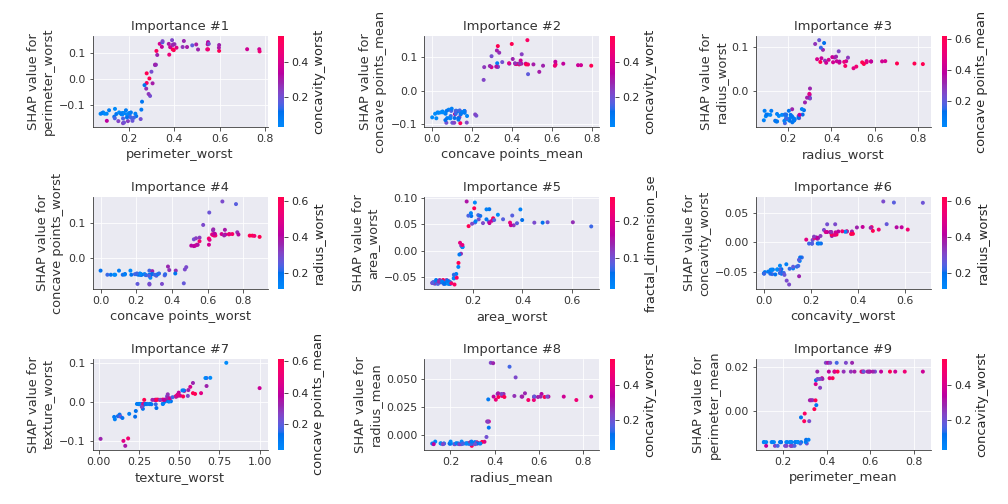 Importance #1
SHAP value for
perimeter_worst
0.1
0.0
−0.1
0.2
0.4
0.6
0.8
perimeter_worst
0.4
0.2
concavity_worst
Importance #2
SHAP value for
concave points_mean
0.1
0.0
−0.1
0.0
0.2
0.4
0.6
0.8
concave points_mean
0.4
0.2
concavity_worst
Importance #3
SHAP value for
radius_worst
0.1
0.0
0.2
0.4
0.6
0.8
radius_worst
0.6
0.4
0.2
concave points_mean
Importance #4
SHAP value for
concave points_worst
0.1
0.0
0.0
0.2
0.4
0.6
0.8
concave points_worst
0.6
0.4
0.2
radius_worst
Importance #5
SHAP value for
area_worst
0.10
0.05
0.00
−0.05
0.2
0.4
0.6
area_worst
0.2
0.1
fractal_dimension_se
Importance #6
SHAP value for
concavity_worst
0.05
0.00
−0.05
0.0
0.2
0.4
0.6
concavity_worst
0.6
0.4
0.2
radius_worst
Importance #7
SHAP value for
texture_worst
0.1
0.0
−0.1
0.00
0.25
0.50
0.75
1.00
texture_worst
0.6
0.4
0.2
concave points_mean
Importance #8
SHAP value for
radius_mean
0.050
0.025
0.000
0.2
0.4
0.6
0.8
radius_mean
0.4
0.2
concavity_worst
Importance #9
SHAP value for
perimeter_mean
0.02
0.00
0.2
0.4
0.6
0.8
perimeter_mean
0.4
0.2
concavity_worst